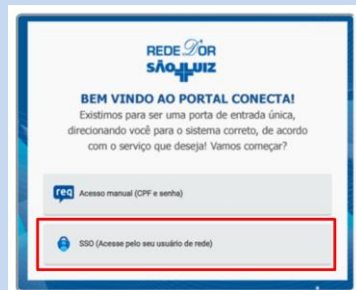 REDE D'OR
SÃO LUIZ
BEM VINDO AO PORTAL CONECTA!
Existimos para ser uma porta de entrada única,
direcionando você para o sistema correto, de acordo
com o serviço que deseja! Vamos começar?
req Acesso manual (CPF e senha)
SSO (Acesse pelo seu usuário de rede)